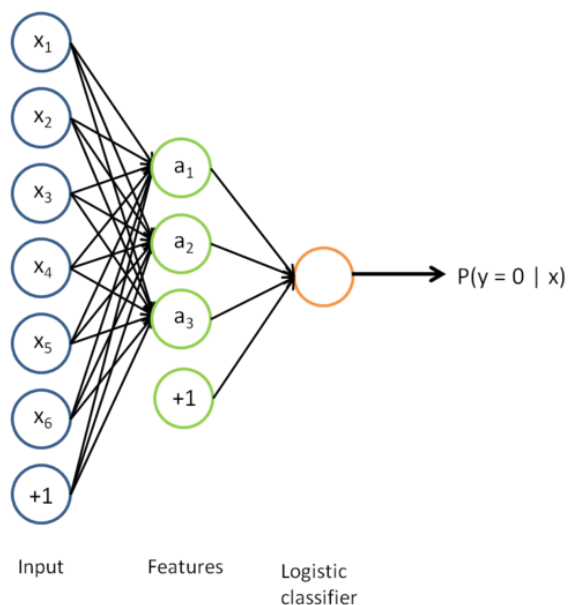 x1
x2
x3
x4
x5
x6
+1
a1
a2
a3
+1
P(y = 0 | x)
Input
Features
Logistic
classifier